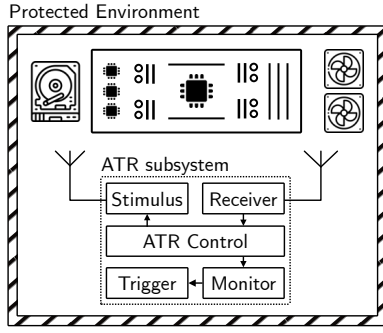 Protected Environment
ATR subsystem
Stimulus
Receiver
ATR Control
Trigger
Monitor